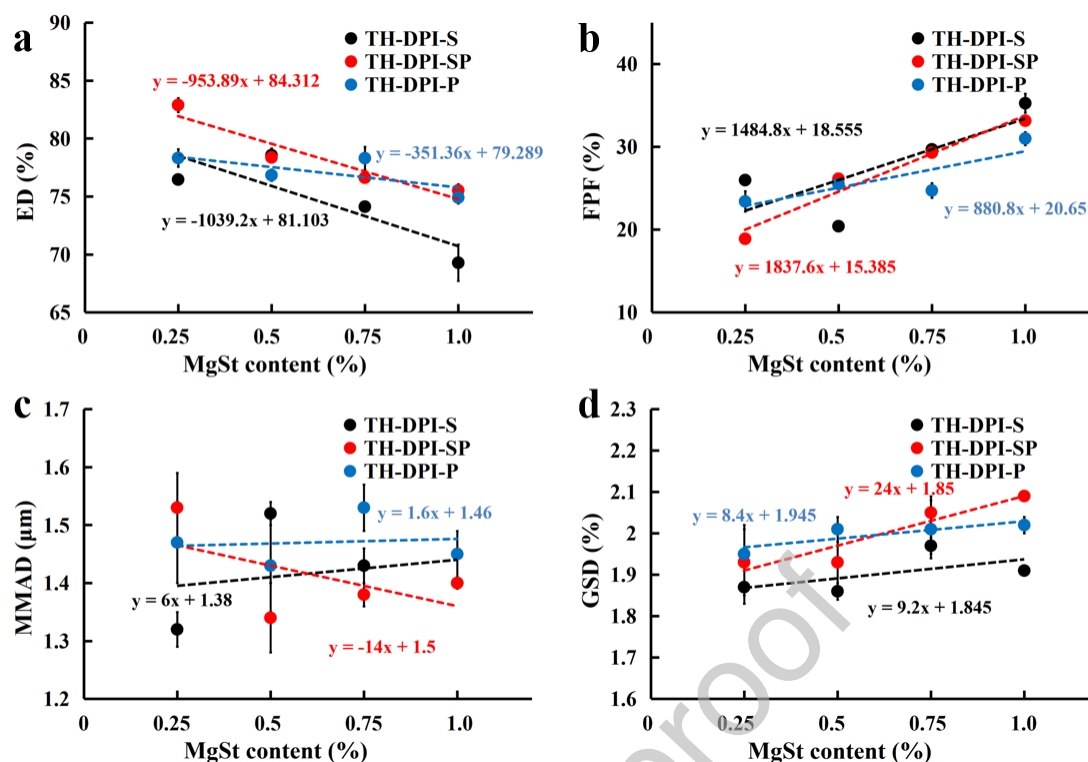 a
90
85
80
75
70
65
ED (%)
TH-DPI-S
TH-DPI-SP
TH-DPI-P
y = -953.89x + 84.312
y = -351.36x + 79.289
y = -1039.2x + 81.103
0 0.25 0.5 0.75 1.0
MgSt content (%)
b
40
30
20
10
FPF (%)
TH-DPI-S
TH-DPI-SP
TH-DPI-P
y = 1484.8x + 18.555
y = 880.8x + 20.65
y = 1837.6x + 15.385
0 0.25 0.5 0.75 1.0
MgSt content (%)
c
1.7
1.6
1.5
1.4
1.3
1.2
MMAD (μm)
TH-DPI-S
TH-DPI-SP
TH-DPI-P
y = 1.6x + 1.46
y = 6x + 1.38
y = -14x + 1.5
0 0.25 0.5 0.75 1.0
MgSt content (%)
d
2.3
2.2
2.1
2.0
1.9
1.8
1.7
1.6
GSD (%)
TH-DPI-S
TH-DPI-SP
TH-DPI-P
y = 24x + 1.85
y = 8.4x + 1.945
y = 9.2x + 1.845
0 0.25 0.5 0.75 1.0
MgSt content (%)
proof